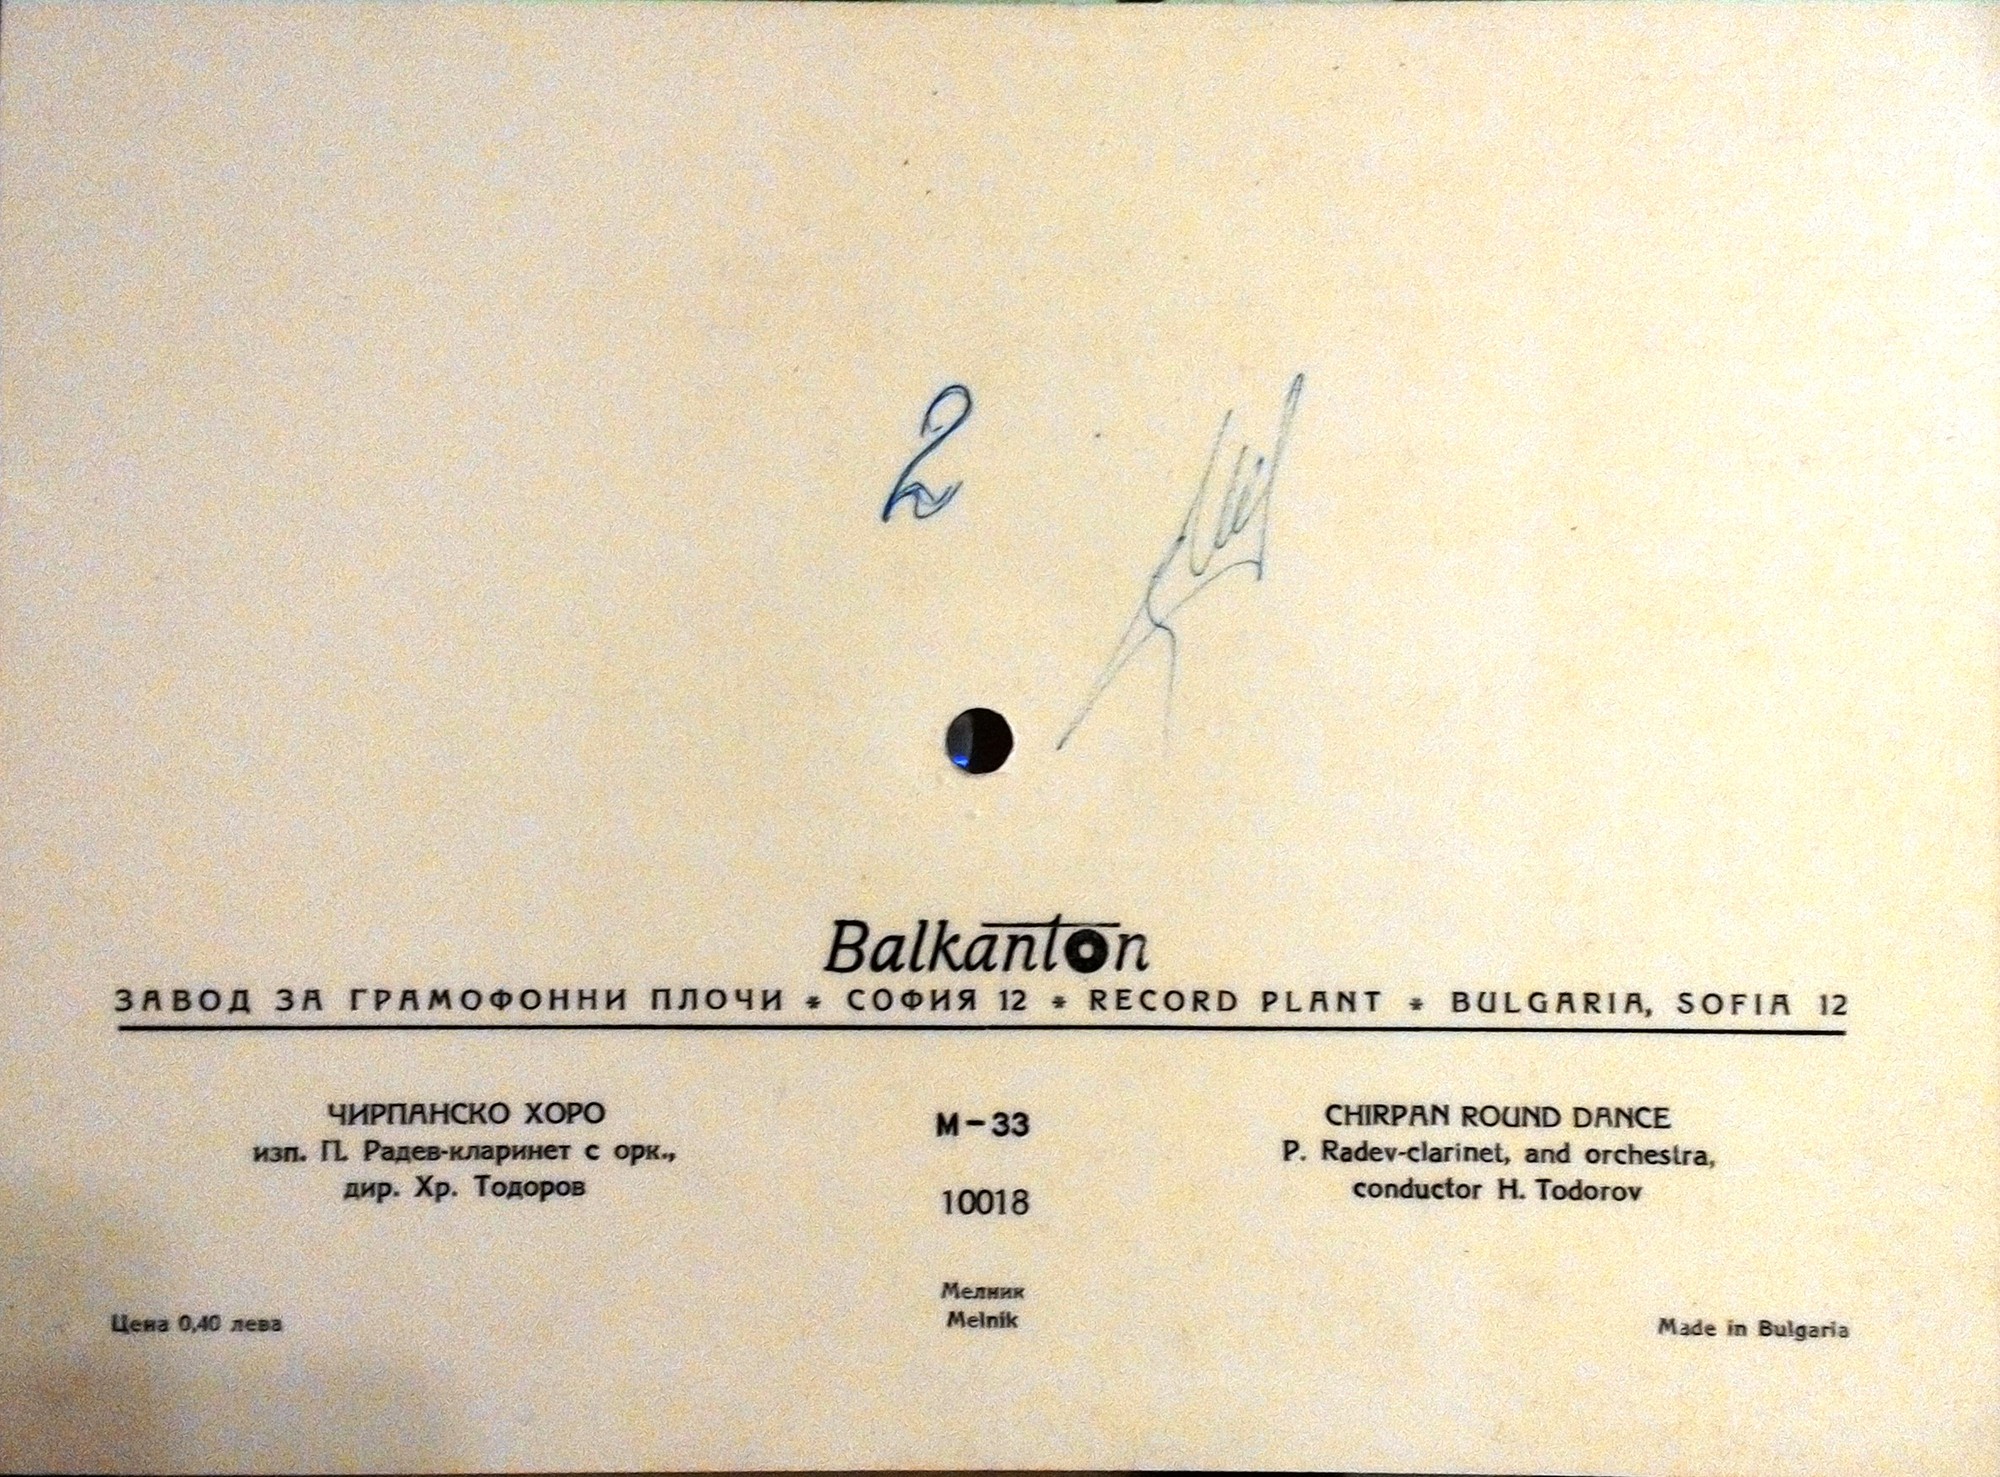 2
Balkanton
ЗАВОД ЗА ГРАМОФОННИ ПЛОЧИ * СОФИЯ 12 * RECORD PLANT * BULGARIA, SOFIA 12
ЧИРПАНСКО ХОРО
изп. П. Радев-кларинет с орк.,
дир. Хр. Тодоров
М-33
10018
Мелник
Melnik
CHIRPAN ROUND DANCE
P. Radev-clarinet, and orchestra,
conductor H. Todorov
Цена 0,40 лева
Made in Bulgaria